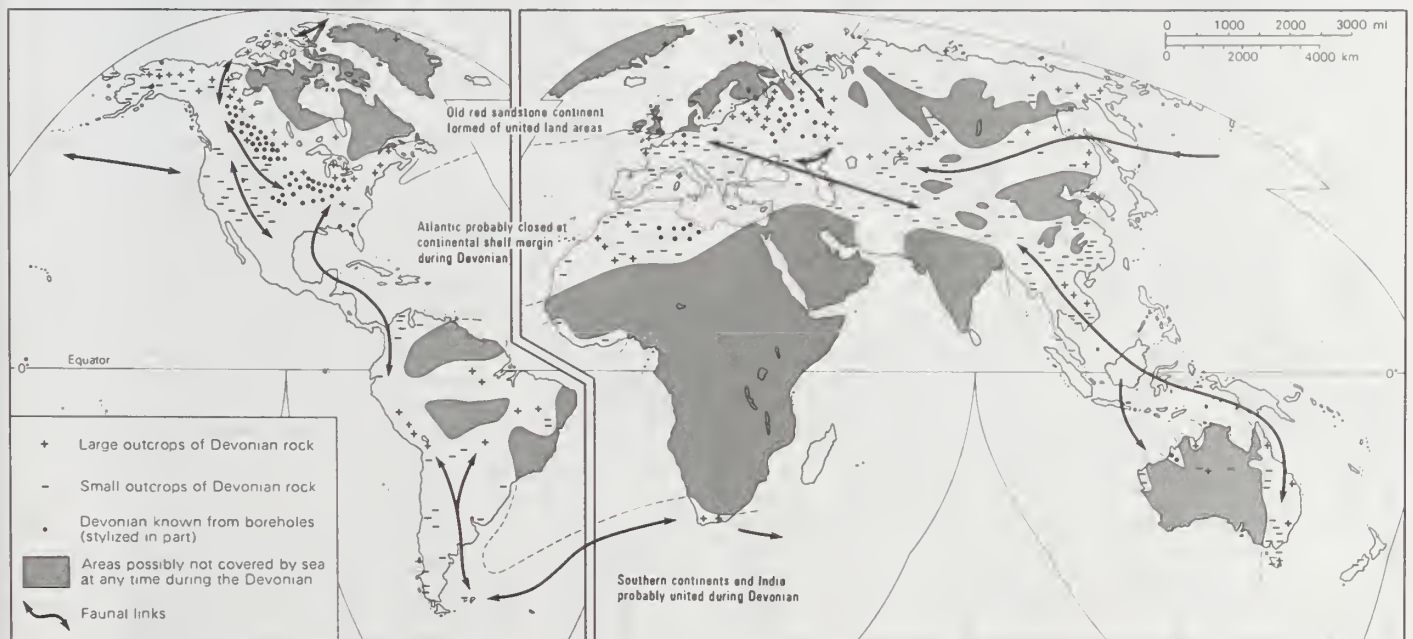 0 1000 2000 3000 ml
0 2000 4000 km
Old red sandstone continent
formed of united land areas
Atlantic probably closed at
continental shelf margin
during Devonian
Equator
0°
0°
+ Large outcrops of Devonian rock
- Small outcrops of Devonian rock
• Devonian known from boreholes
(stylized in part)
Areas possibly not covered by sea
at any time during the Devonian
Faunal links
Southern continents end India
probably united during Devonian